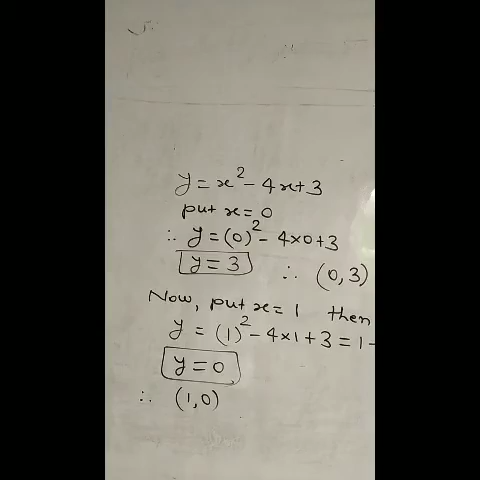 y = x² - 4x + 3
put x = 0
∴ y = (0)² - 4×0+3
y = 3 ∴ (0,3)
Now, put x = 1 then
y = (1)² - 4×1 + 3 = 1-
y = 0
∴ (1,0)